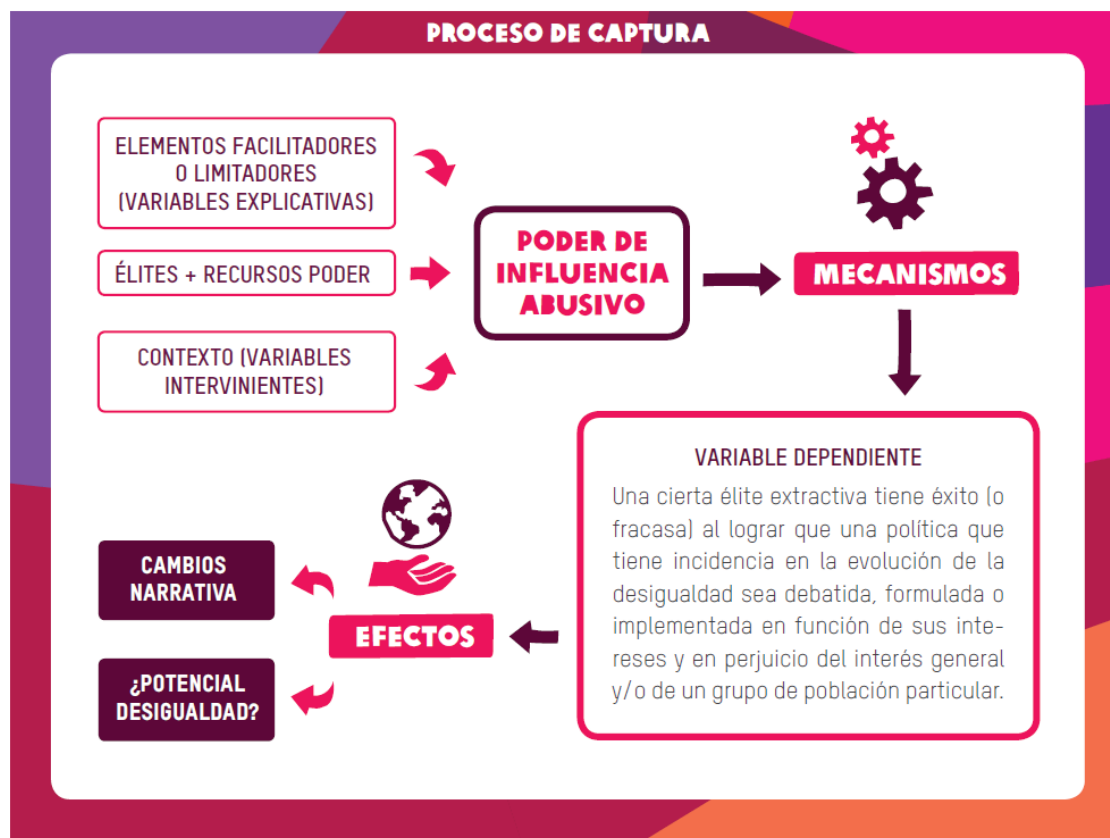 PROCESO DE CAPTURA
ELEMENTOS FACILITADORES
O LIMITADORES
(VARIABLES EXPLICATIVAS)
ÉLITES + RECURSOS PODER
CONTEXTO (VARIABLES
INTERVINIENTES)
PODER DE
INFLUENCIA
ABUSIVO
MECANISMOS
VARIABLE DEPENDIENTE
Una cierta élite extractiva tiene éxito (o
fracasa) al lograr que una política que
tiene incidencia en la evolución de la
desigualdad sea debatida, formulada o
implementada en función de sus inte-
reses y en perjuicio del interés general
y/o de un grupo de población particular.
EFECTOS
CAMBIOS
NARRATIVA
¿POTENCIAL
DESIGUALDAD?